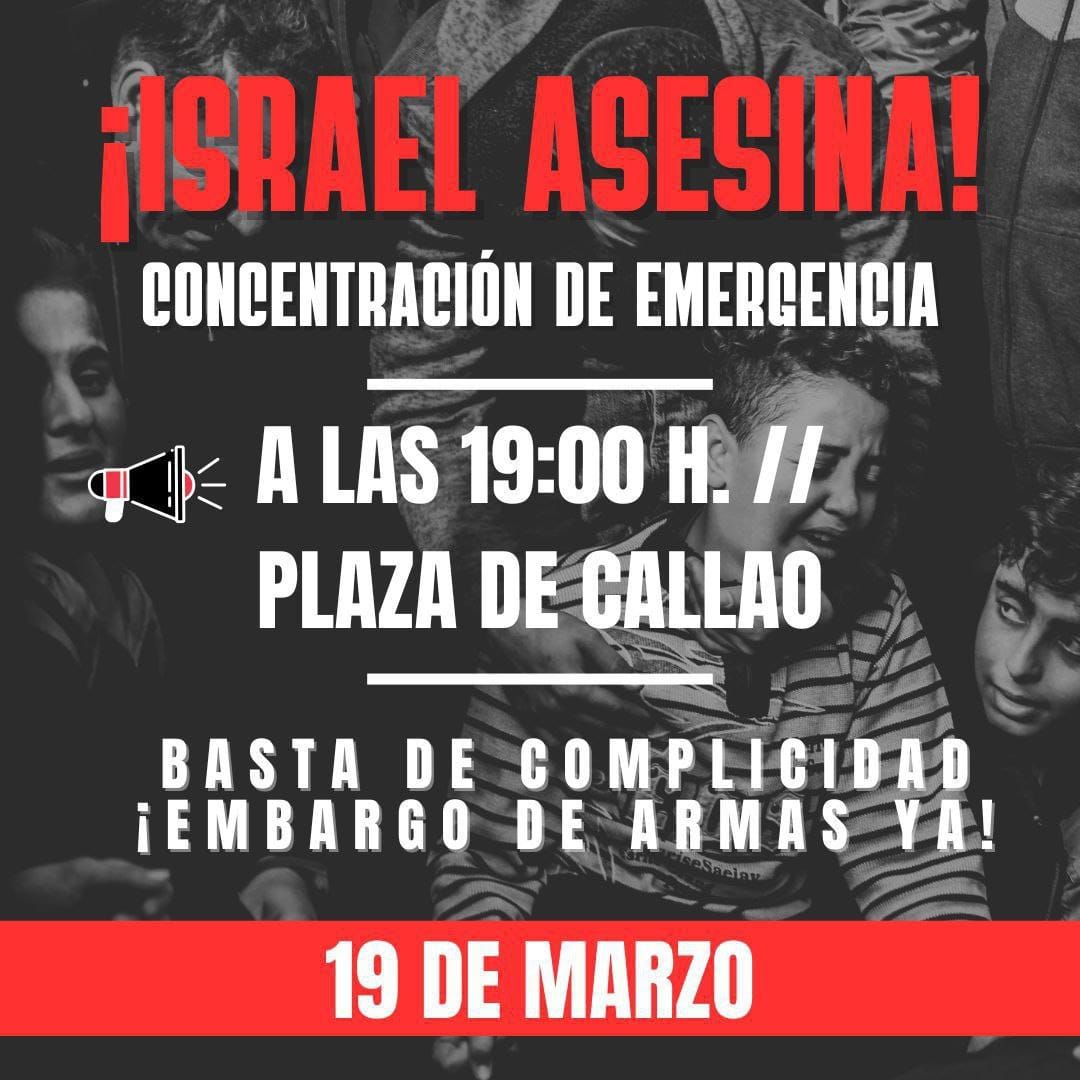 ¡ISRAEL ASESINA!
CONCENTRACIÓN DE EMERGENCIA
A LAS 19:00 H. //
PLAZA DE CALLAO
BASTA DE COMPLICIDAD
¡EMBARGO DE ARMAS YA!
19 DE MARZO